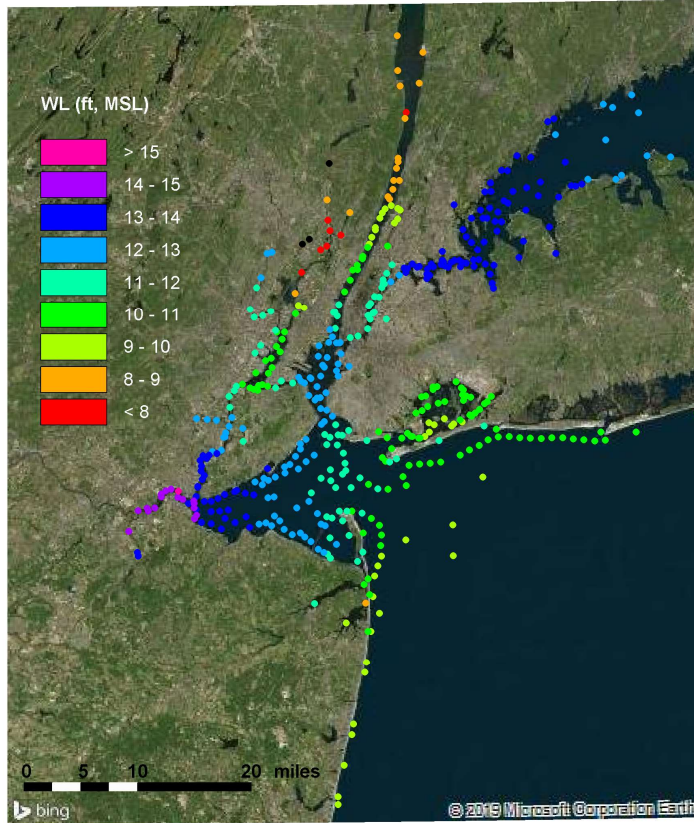 WL (ft, MSL)
> 15
14 - 15
13 - 14
12 - 13
11 - 12
10 - 11
9 - 10
8 - 9
< 8
0 5 10 20 miles
bing
© 2019 Microsoft Corporation Earth